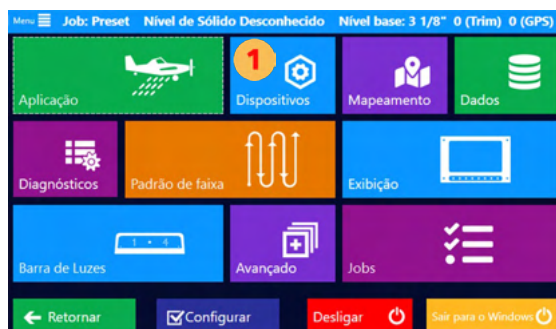 Menu Job: Preset Nível de Sólido Desconhecido Nível base: 3 1/8" 0 (Trim) 0 (GPS)
1
Aplicação Dispositivos Mapeamento Dados
Diagnósticos Padrão de faixa Exibição
1 • 4
Barra de Luzes Avançado Jobs
Retornar Configurar Desligar Sair para o Windows